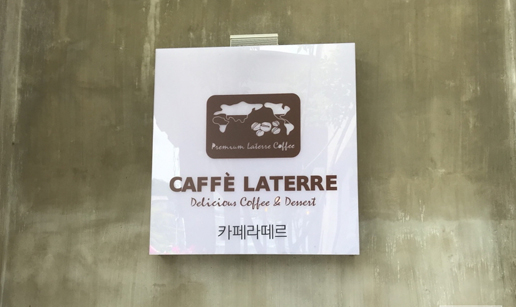 Premium Laterre Coffee
CAFFÈ LATERRE
Delicious Coffee & Dessert
카페라떼르